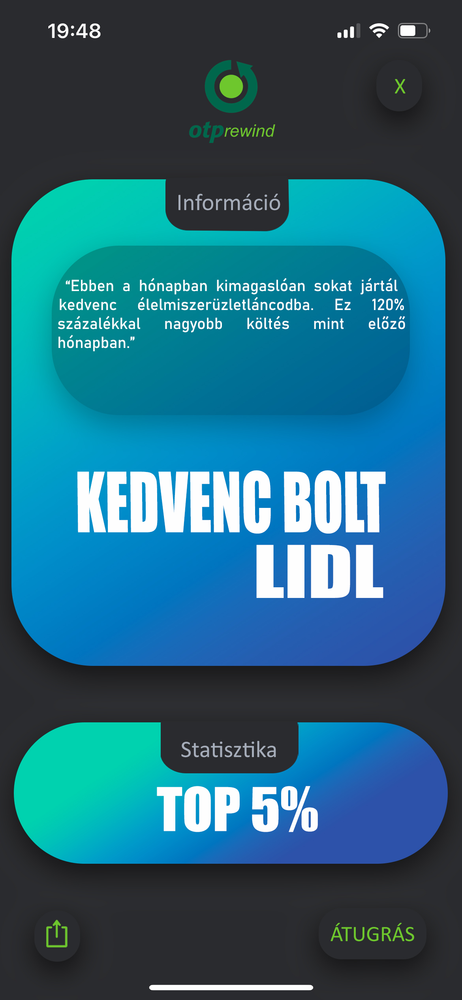 19:48
X
otprewind
Információ
“Ebben a hónapban kimagaslóan sokat jártál
kedvenc élelmiszerüzletláncodba. Ez 120%
százalékkal nagyobb költés mint előző
hónapban.”
KEDVENC BOLT
LIDL
Statisztika
TOP 5%
ÁTUGRÁS